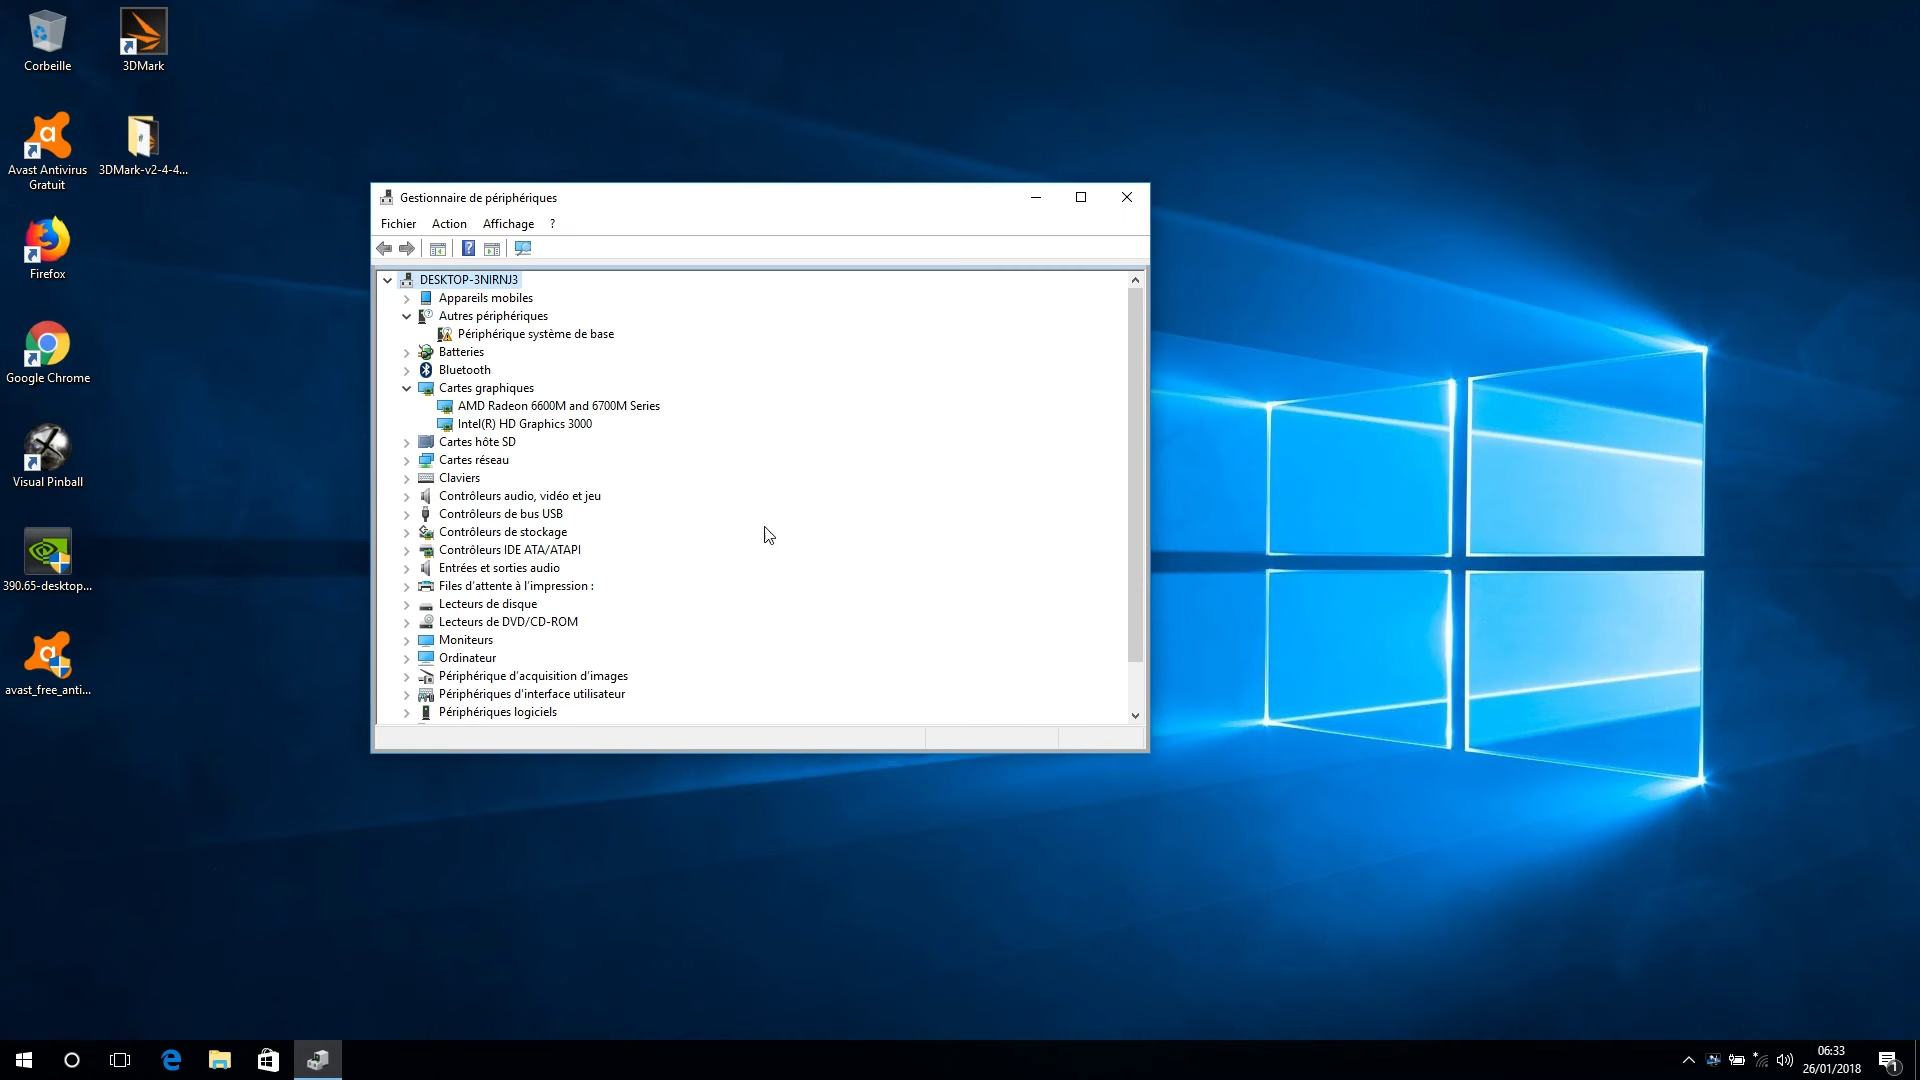 Corbeille
3DMark
Avast Antivirus
Gratuit
3DMark-v2-4-4...
Firefox
Google Chrome
Visual Pinball
390.65-desktop...
avast_free_anti...
Gestionnaire de périphériques
Fichier Action Affichage ?
DESKTOP-3NIRNJ3
Appareils mobiles
Autres périphériques
Périphérique système de base
Batteries
Bluetooth
Cartes graphiques
AMD Radeon 6600M and 6700M Series
Intel(R) HD Graphics 3000
Cartes hôte SD
Cartes réseau
Claviers
Contrôleurs audio, vidéo et jeu
Contrôleurs de bus USB
Contrôleurs de stockage
Contrôleurs IDE ATA/ATAPI
Entrées et sorties audio
Files d'attente à l'impression :
Lecteurs de disque
Lecteurs de DVD/CD-ROM
Moniteurs
Ordinateur
Périphérique d'acquisition d'images
Périphériques d'interface utilisateur
Périphériques logiciels
06:33
26/01/2018
1